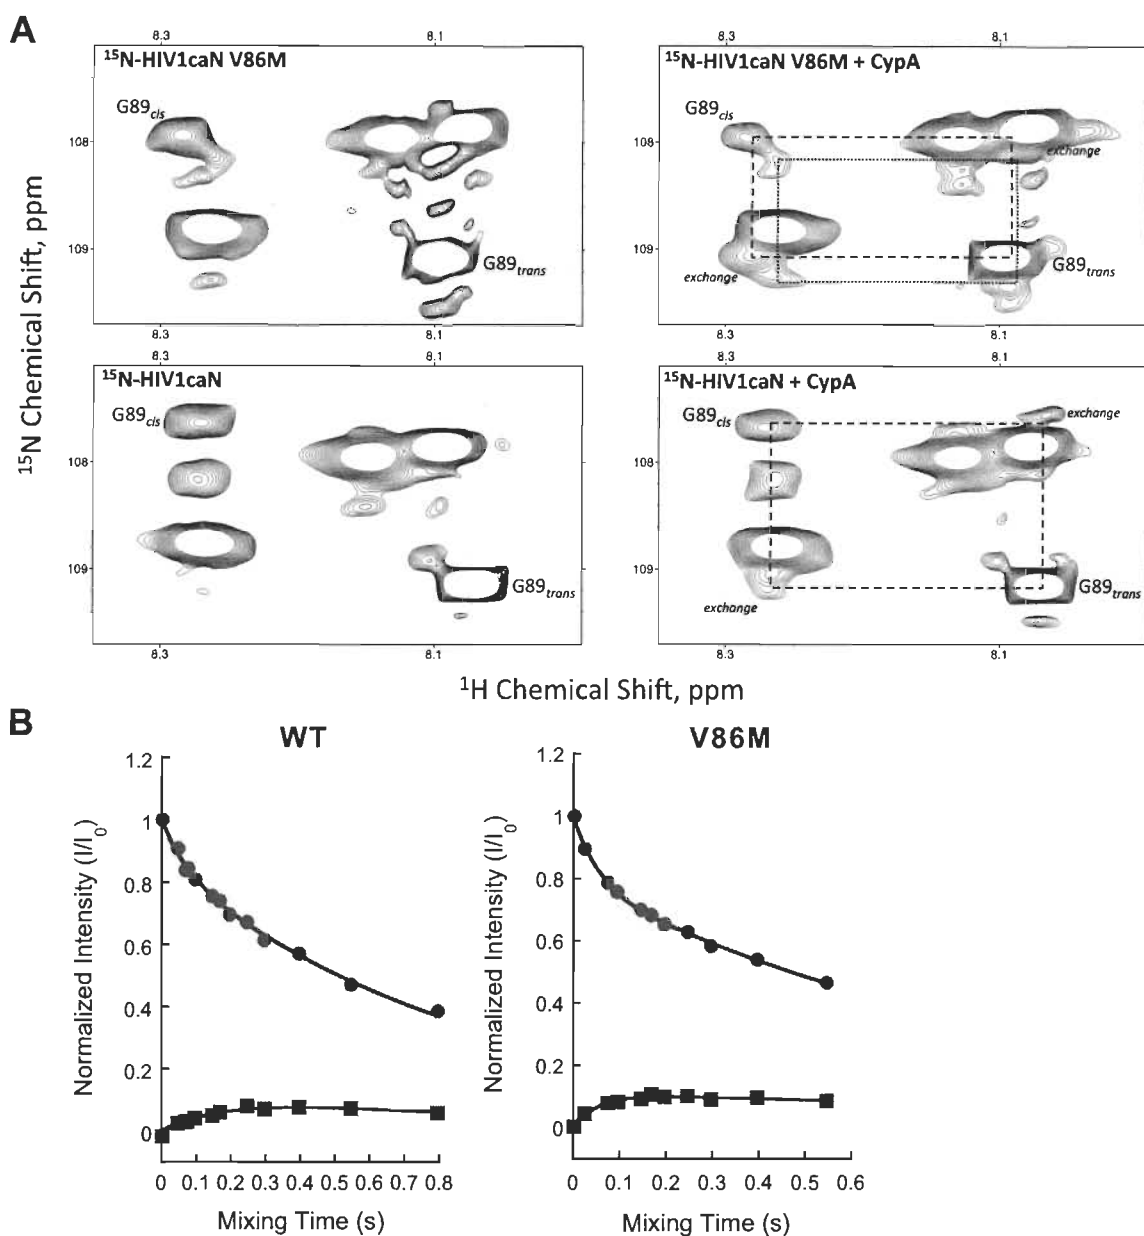 A
8.3 8.1 8.3 8.1
¹⁵N-HIV1caN V86M ¹⁵N-HIV1caN V86M + CypA
G89cis G89cis
108 108
exchange
109 109
G89trans G89trans
exchange
8.3 8.1 8.3 8.1
8.3 8.1 8.3 8.1
¹⁵N-HIV1caN ¹⁵N-HIV1caN + CypA
G89cis G89cis exchange
108 108
109 109
G89trans G89trans
exchange
8.3 8.1 8.3 8.1
¹⁵N Chemical Shift, ppm
¹H Chemical Shift, ppm
B
WT
1.2
1
0.8
0.6
0.4
0.2
0
Normalized Intensity (I/I₀)
0 0.1 0.2 0.3 0.4 0.5 0.6 0.7 0.8
Mixing Time (s)
V86M
1.2
1
0.8
0.6
0.4
0.2
0
Normalized Intensity (I/I₀)
0 0.1 0.2 0.3 0.4 0.5 0.6
Mixing Time (s)